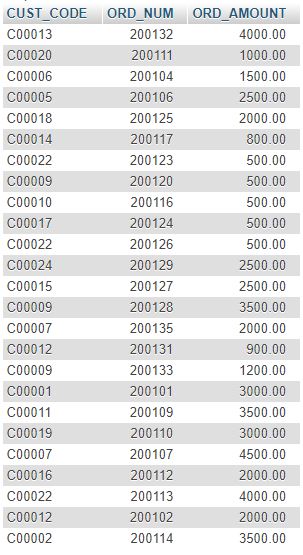 CUST_CODE ORD_NUM ORD_AMOUNT
C00013 200132 4000.00
C00020 200111 1000.00
C00006 200104 1500.00
C00005 200106 2500.00
C00018 200125 2000.00
C00014 200117 800.00
C00022 200123 500.00
C00009 200120 500.00
C00010 200116 500.00
C00017 200124 500.00
C00022 200126 500.00
C00024 200129 2500.00
C00015 200127 2500.00
C00009 200128 3500.00
C00007 200135 2000.00
C00012 200131 900.00
C00009 200133 1200.00
C00001 200101 3000.00
C00011 200109 3500.00
C00019 200110 3000.00
C00007 200107 4500.00
C00016 200112 2000.00
C00022 200113 4000.00
C00012 200102 2000.00
C00002 200114 3500.00